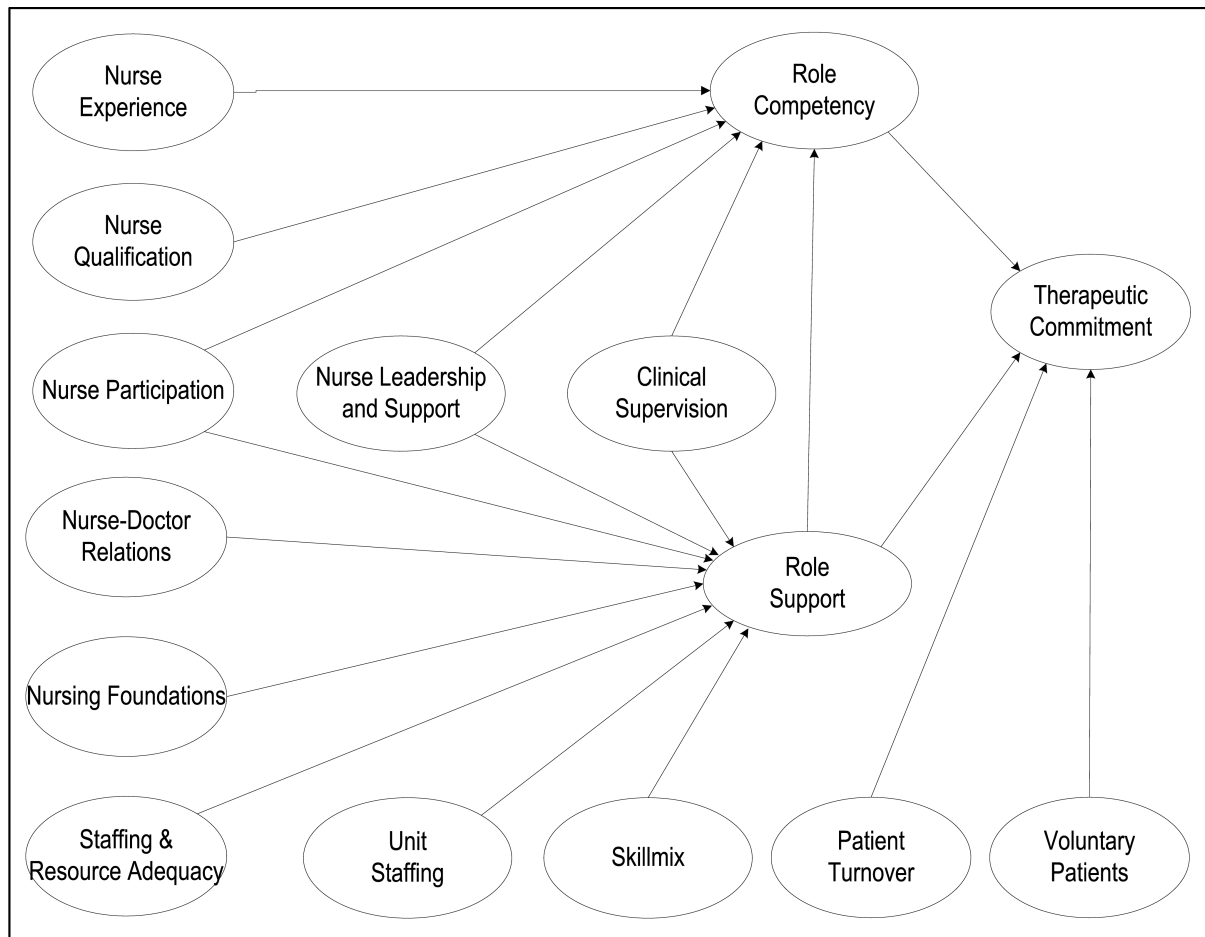 Nurse
Experience
Role
Competency
Nurse
Qualification
Therapeutic
Commitment
Nurse Participation
Nurse Leadership
and Support
Clinical
Supervision
Nurse-Doctor
Relations
Role
Support
Nursing Foundations
Staffing &
Resource Adequacy
Unit
Staffing
Skillmix
Patient
Turnover
Voluntary
Patients